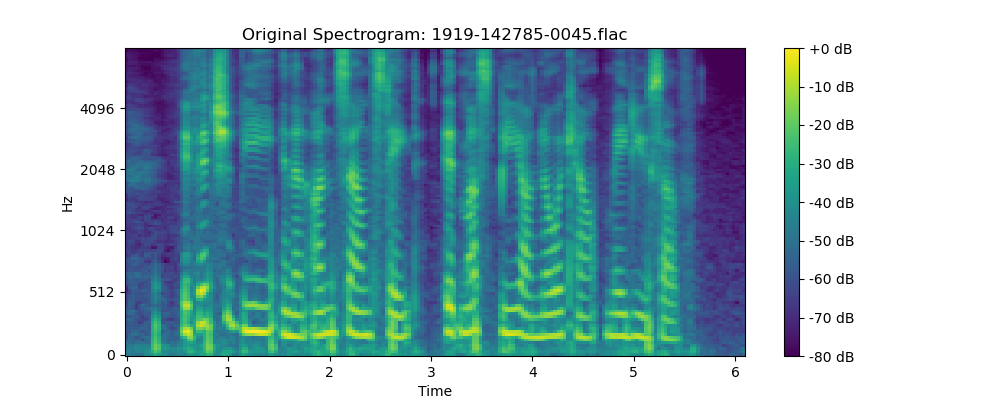 Original Spectrogram: 1919-142785-0045.flac
Hz
4096
2048
1024
512
0
0 1 2 3 4 5 6
Time
+0 dB
-10 dB
-20 dB
-30 dB
-40 dB
-50 dB
-60 dB
-70 dB
-80 dB